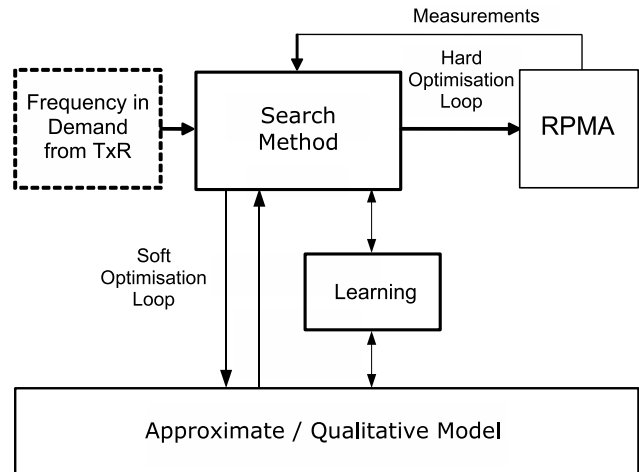 Measurements
Frequency in
Demand
from TxR
Search
Method
Hard
Optimisation
Loop
RPMA
Soft
Optimisation
Loop
Learning
Approximate / Qualitative Model